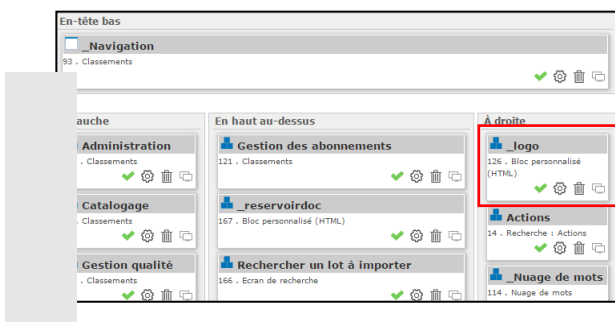 En-tête bas
_Navigation
93 . Classements
auche
Administration
. Classements
Catalogage
Classements
Gestion qualité
. Classements
En haut au-dessus
Gestion des abonnements
121 . Classements
_reservoirdoc
167 . Bloc personnalisé (HTML)
Rechercher un lot à importer
166 . Ecran de recherche
À droite
_logo
126 . Bloc personnalisé
(HTML)
Actions
14 . Recherche : Actions
_Nuage de mots
114 . Nuage de mots